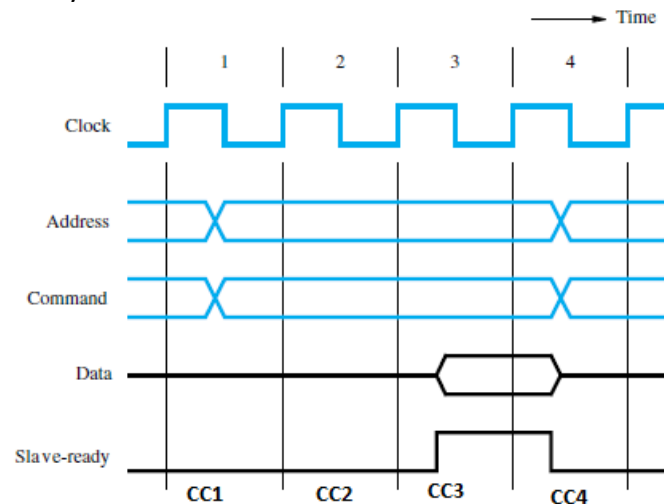 Time
1 2 3 4
Clock
Address
Command
Data
Slave-ready
CC1 CC2 CC3 CC4